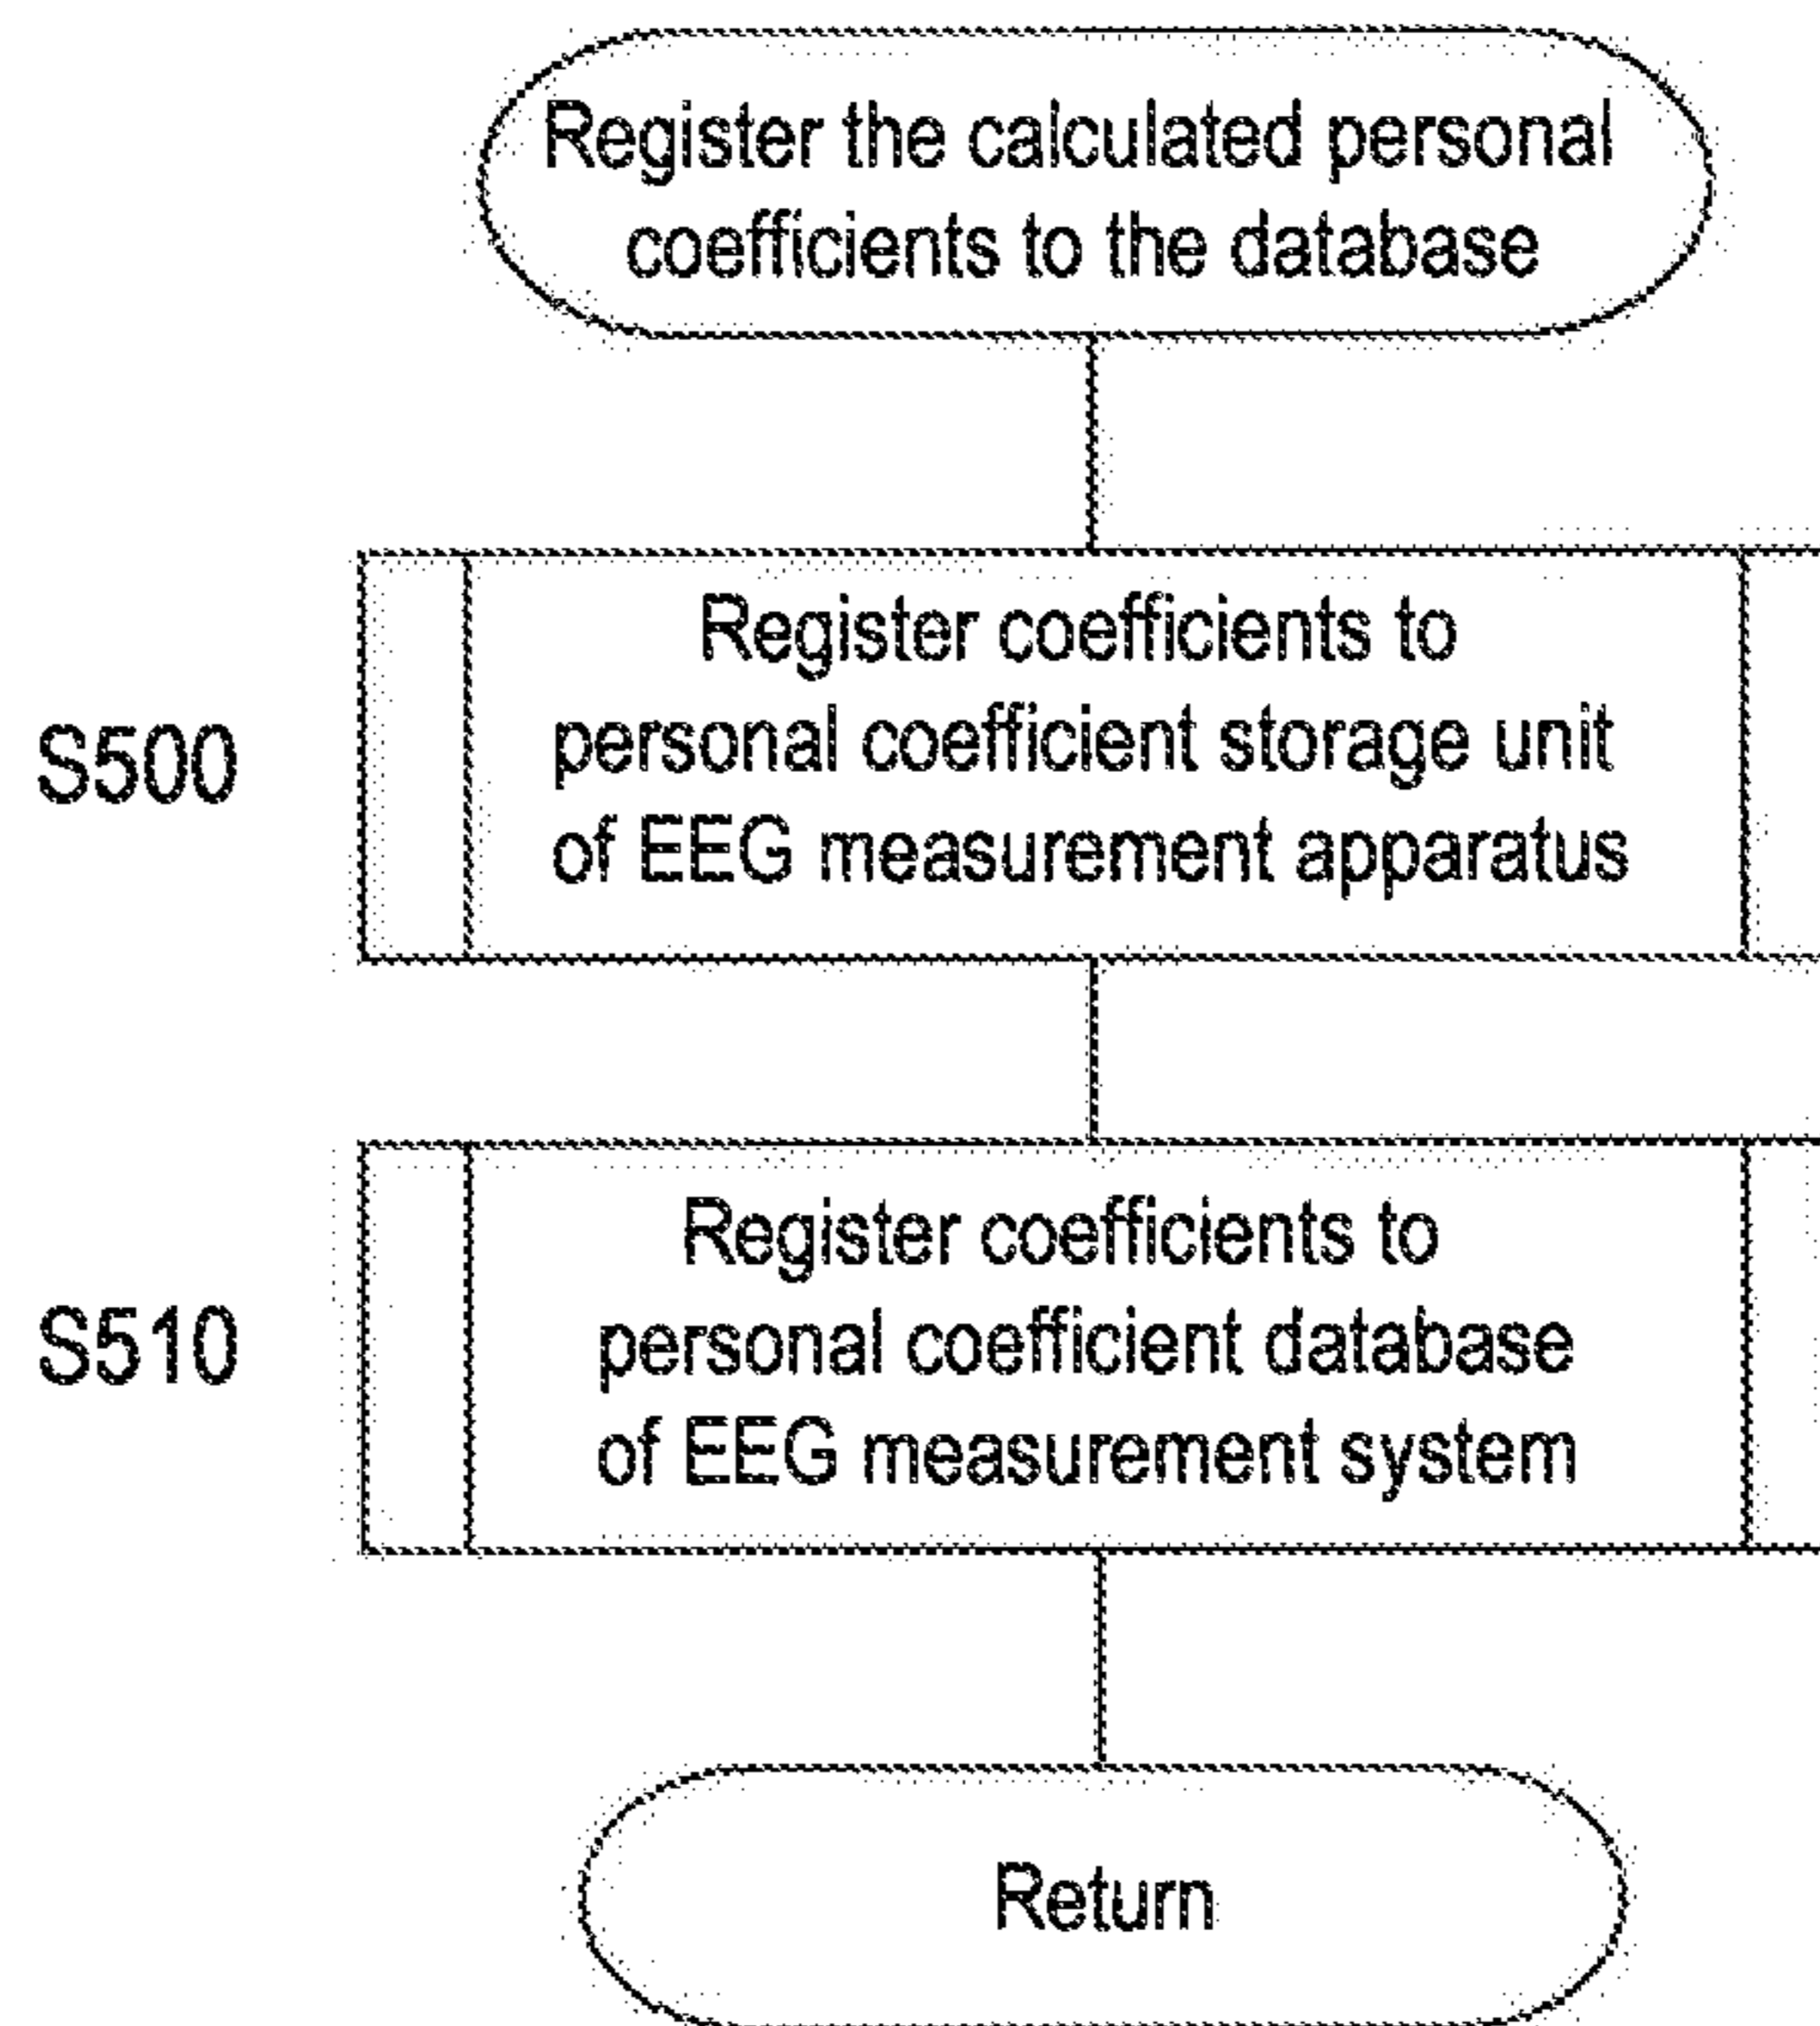 Register the calculated personal
coefficients to the database
S500
Register coefficients to
personal coefficient storage unit
of EEG measurement apparatus
S510
Register coefficients to
personal coefficient database
of EEG measurement system
Return